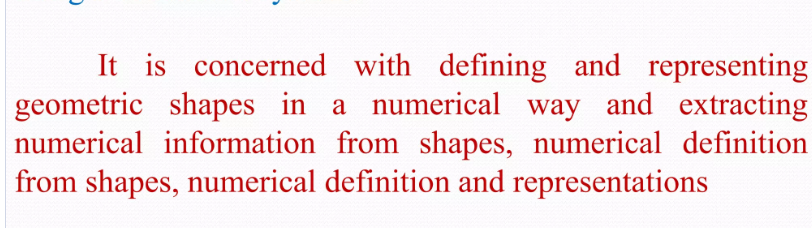 It is concerned with defining and representing
geometric shapes in a numerical way and extracting
numerical information from shapes, numerical definition
from shapes, numerical definition and representations